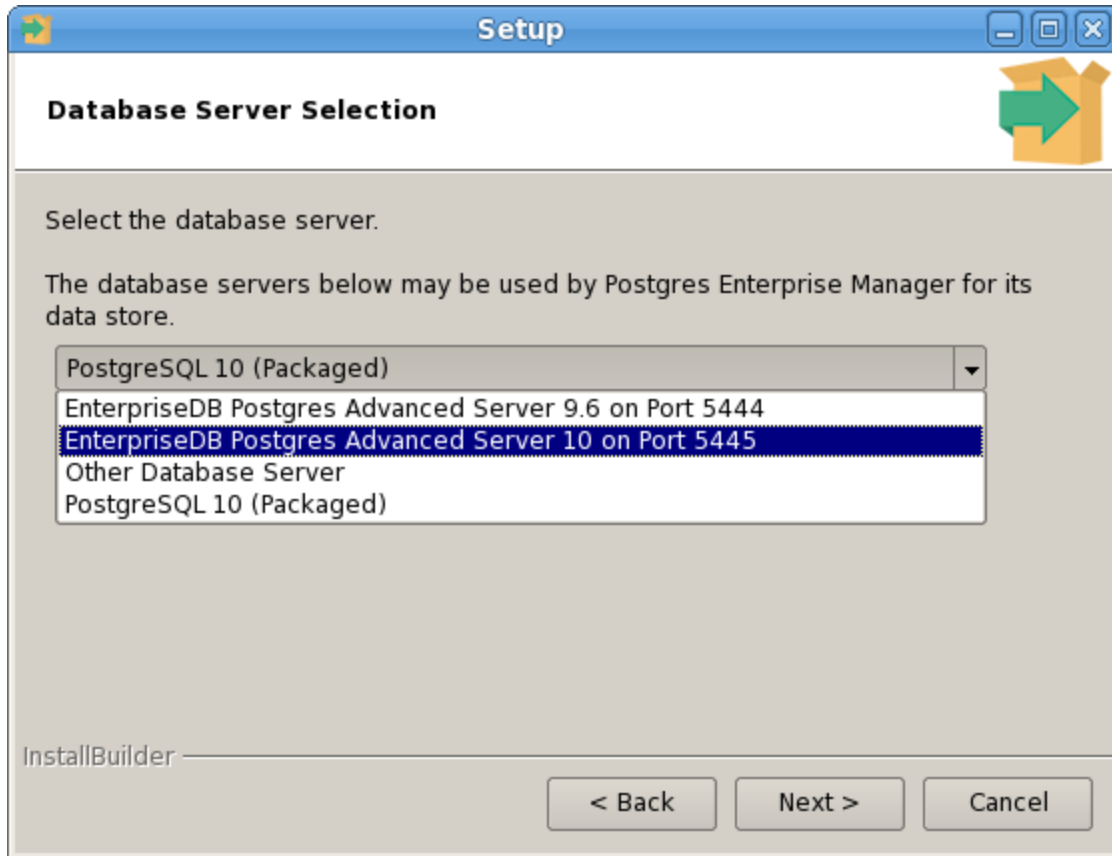 Setup
Database Server Selection
Select the database server.
The database servers below may be used by Postgres Enterprise Manager for its
data store.
PostgreSQL 10 (Packaged)
EnterpriseDB Postgres Advanced Server 9.6 on Port 5444
EnterpriseDB Postgres Advanced Server 10 on Port 5445
Other Database Server
PostgreSQL 10 (Packaged)
InstallBuilder
< Back
Next >
Cancel